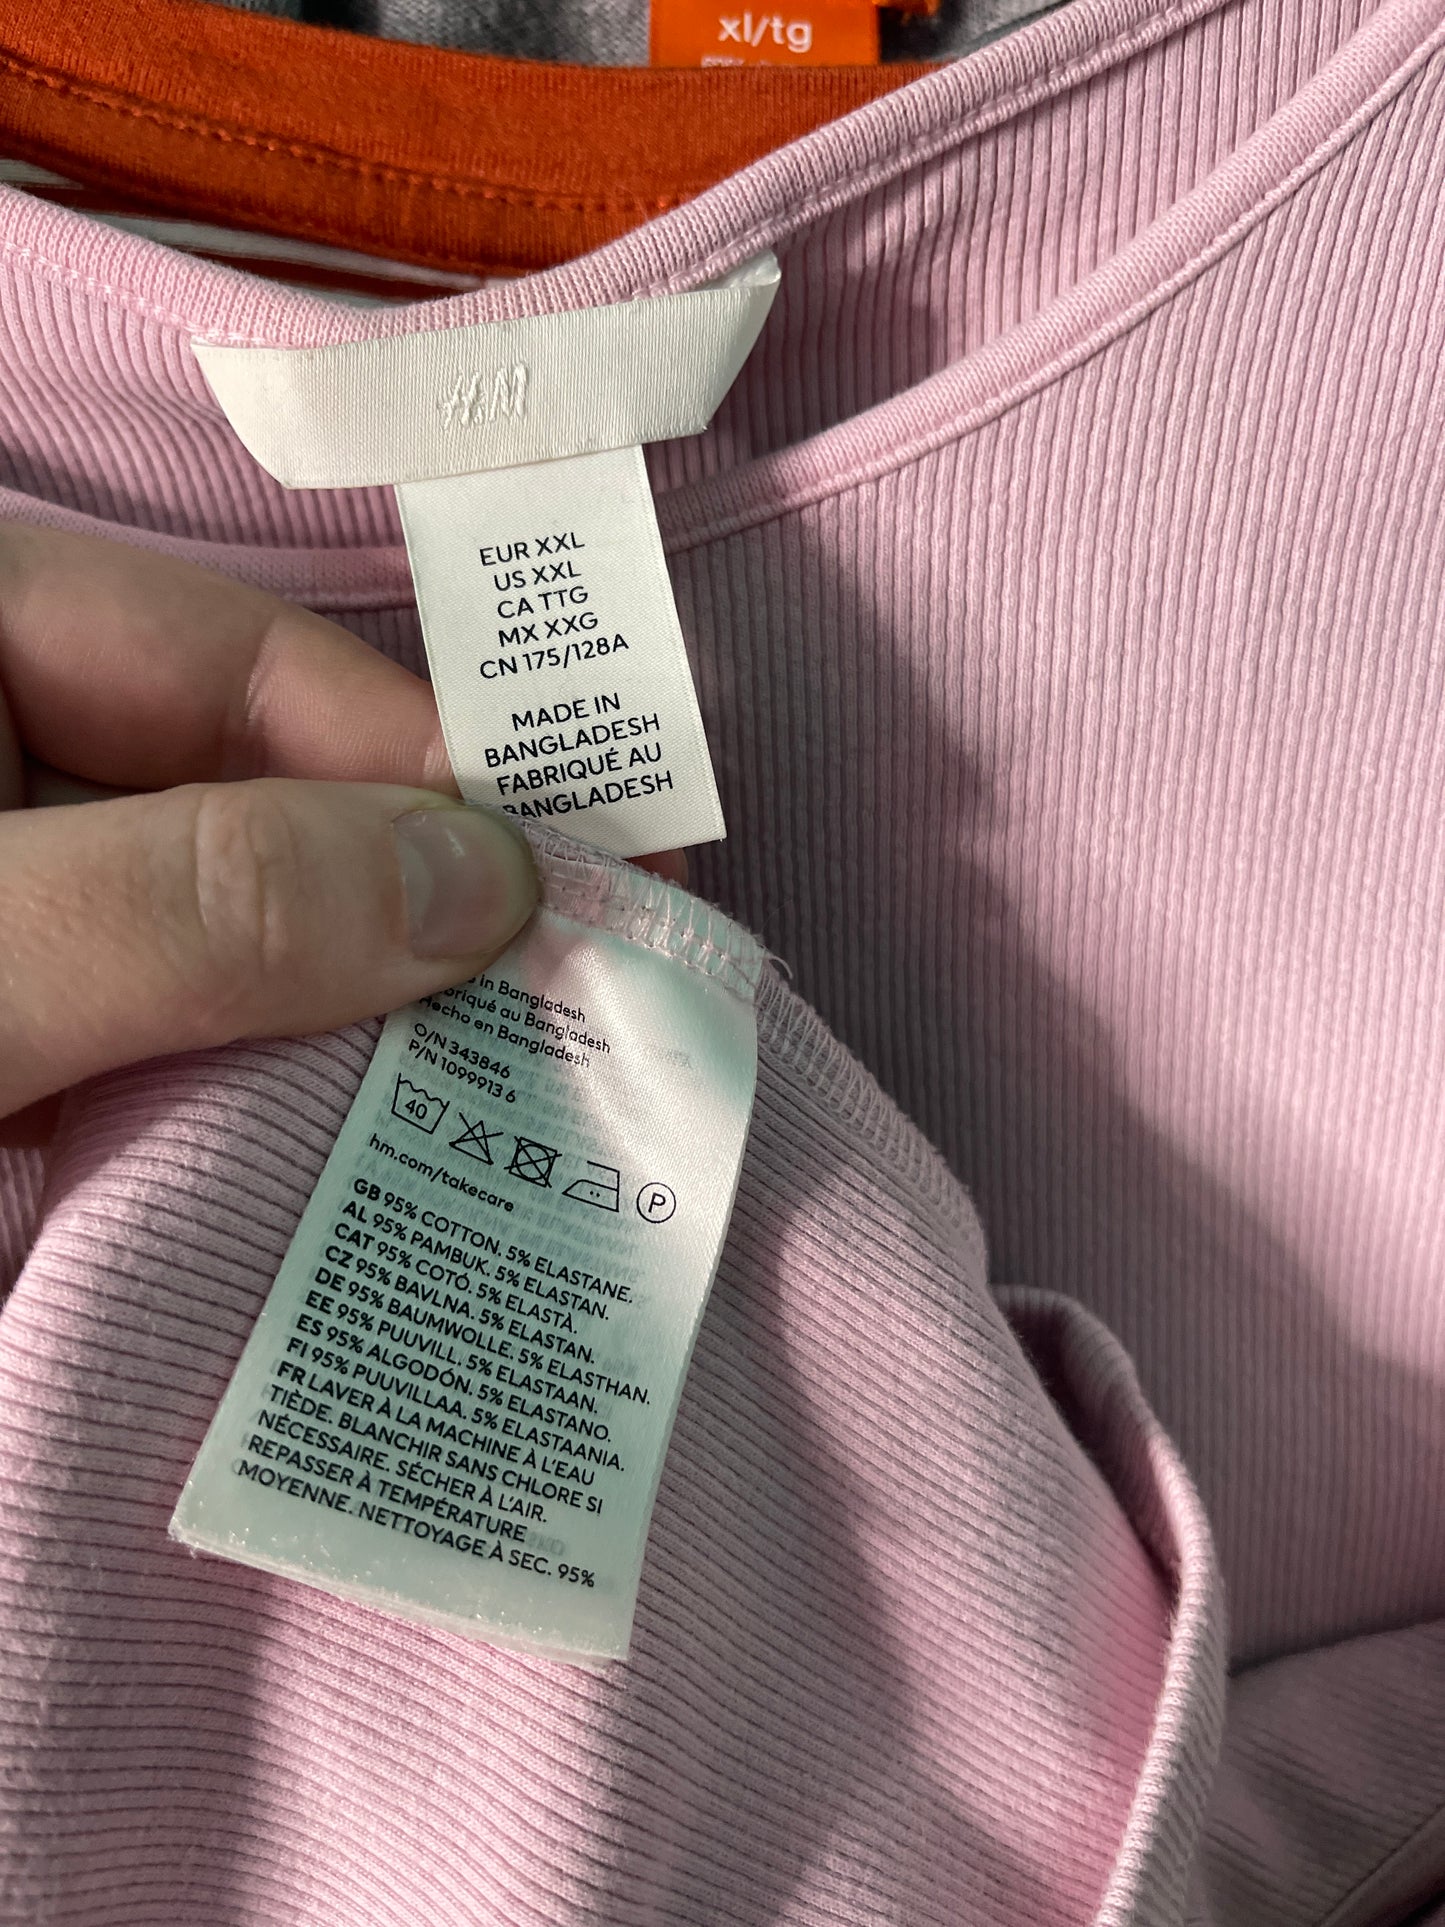 xl/tg
H&M
EUR XXL
US XXL
CA TTG
MX XXG
CN 175/128A
MADE IN
BANGLADESH
FABRIQUÉ AU
BANGLADESH
in Bangladesh
au Bangladesh
Hecho en Bangladesh
O/N 343846
P/N 1099913 6
40
P
hm.com/takecare
GB 95% COTTON. 5% ELASTANE.
AL 95% PAMBUK. 5% ELASTAN.
CAT 95% COTÓ. 5% ELASTÀ.
CZ 95% BAVLNA. 5% ELASTAN.
DE 95% BAUMWOLLE. 5% ELASTHAN.
EE 95% PUUVILL. 5% ELASTAAN.
ES 95% ALGODÓN. 5% ELASTANO.
FI 95% PUUVILLAA. 5% ELASTAANIA.
FR LAVER À LA MACHINE À L'EAU
TIÈDE. BLANCHIR SANS CHLORE SI
NÉCESSAIRE. SÉCHER À L'AIR.
REPASSER À TEMPÉRATURE
MOYENNE. NETTOYAGE À SEC. 95%